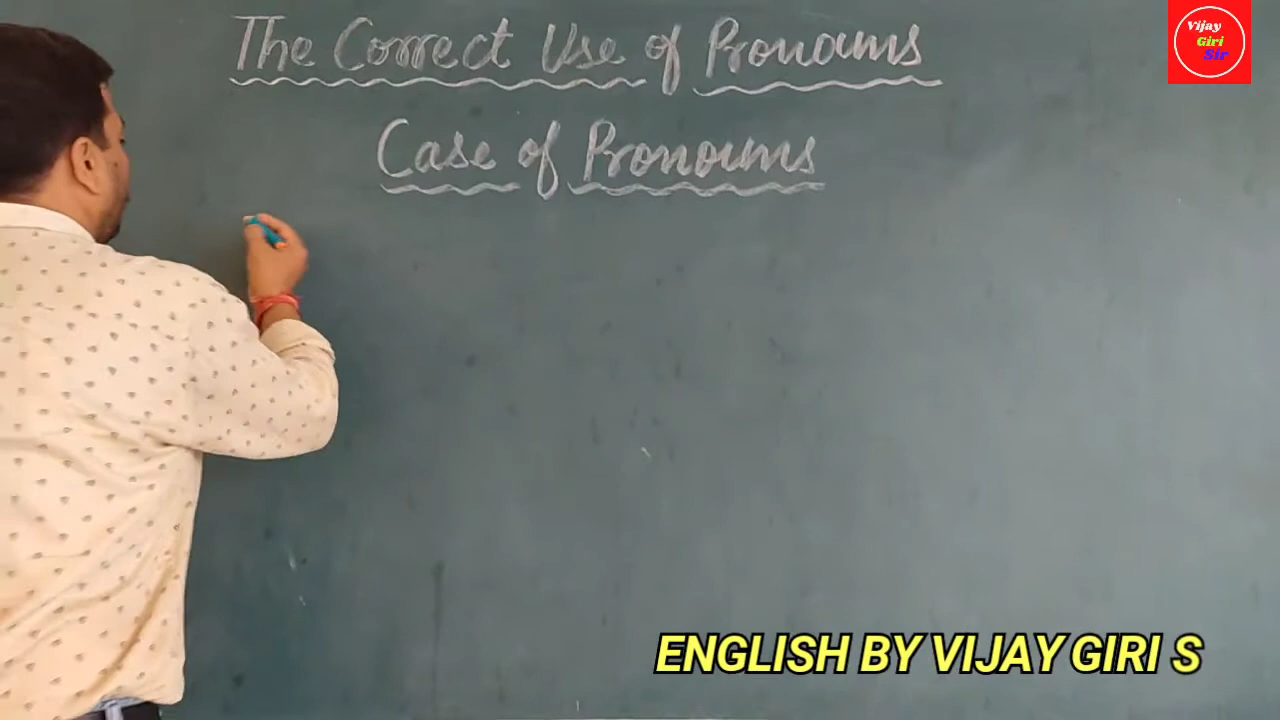 The Correct Use of Pronouns
Case of Pronouns
Vijay
Giri
Sir
ENGLISH BY VIJAY GIRI S